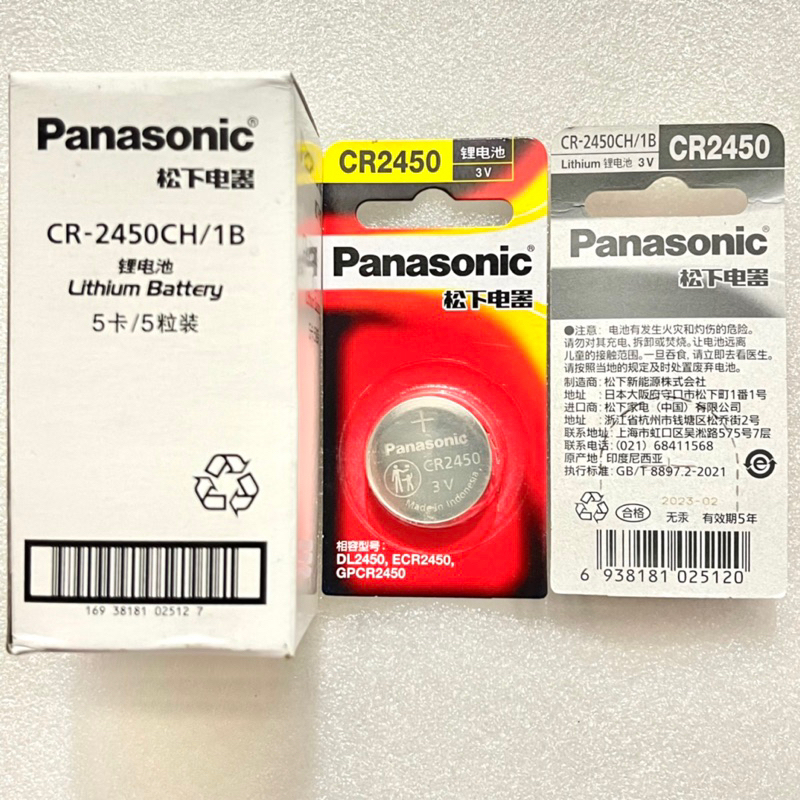 Panasonic®
松下电器
CR-2450CH/1B
锂电池
Lithium Battery
5卡/5粒装
169 38181 02512 7
CR2450 锂电池 3V
Panasonic®
松下电器
+
Panasonic
CR2450
3V
Made in Indonesia
相容型号:
DL2450, ECR2450,
GPCR2450
CR-2450CH/1B
Lithium 锂电池 3V
CR2450
Panasonic®
松下电器
●注意: 电池有发生火灾和灼伤的危险。
请勿对其充电、拆卸或焚烧。让电池远离
儿童的接触范围。一旦吞食, 请立即去看医生。
请按照当地的规定及时处置废弃电池。
制造商: 松下新能源株式会社
地址: 日本大阪府守口市松下町1番1号
进口商: 松下家电（中国）有限公司
地址: 浙江省杭州市钱塘区松乔街2号
联系地址: 上海市虹口区吴淞路575号7层
联系电话: (021) 68411568
原产地: 印度尼西亚
执行标准: GB/T 8897.2-2021
2023-02
合格 无汞 有效期5年
6 938181 025120